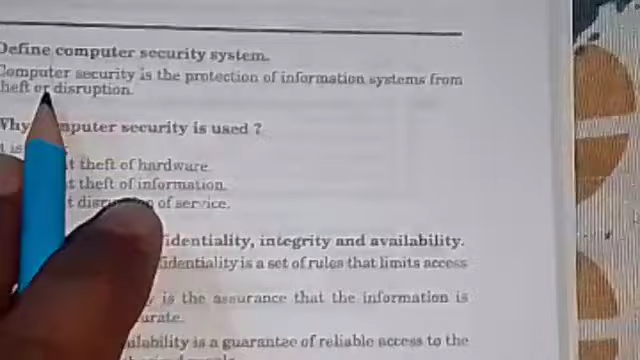 Define computer security system.
Computer security is the protection of information systems from
theft or disruption.
Why computer security is used ?
It is
t theft of hardware.
t theft of information.
t disruption of service.
identiality, integrity and availability.
identiality is a set of rules that limits access
is the assurance that the information is
urate.
ulability is a guarantee of reliable access to the